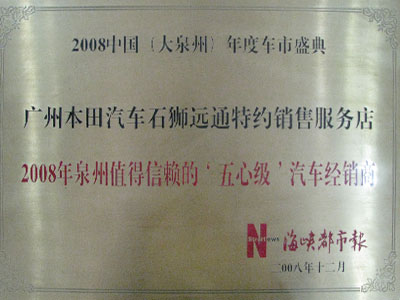 2008中国〔大泉州〕年度车市盛典
广州本田汽车石狮远通特约销售服务店
2008年泉州值得信赖的‘五心级’汽车经销商
海峡都市报
二00八年十二月